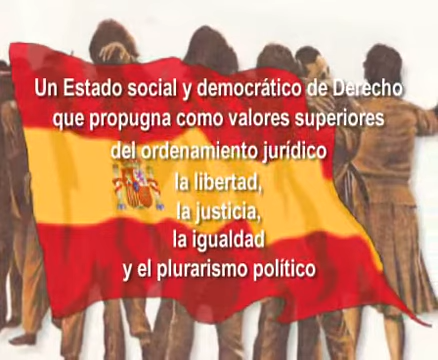 Un Estado social y democrático de Derecho
que propugna como valores superiores
del ordenamiento jurídico
la libertad,
la justicia,
la igualdad
y el plurarismo político